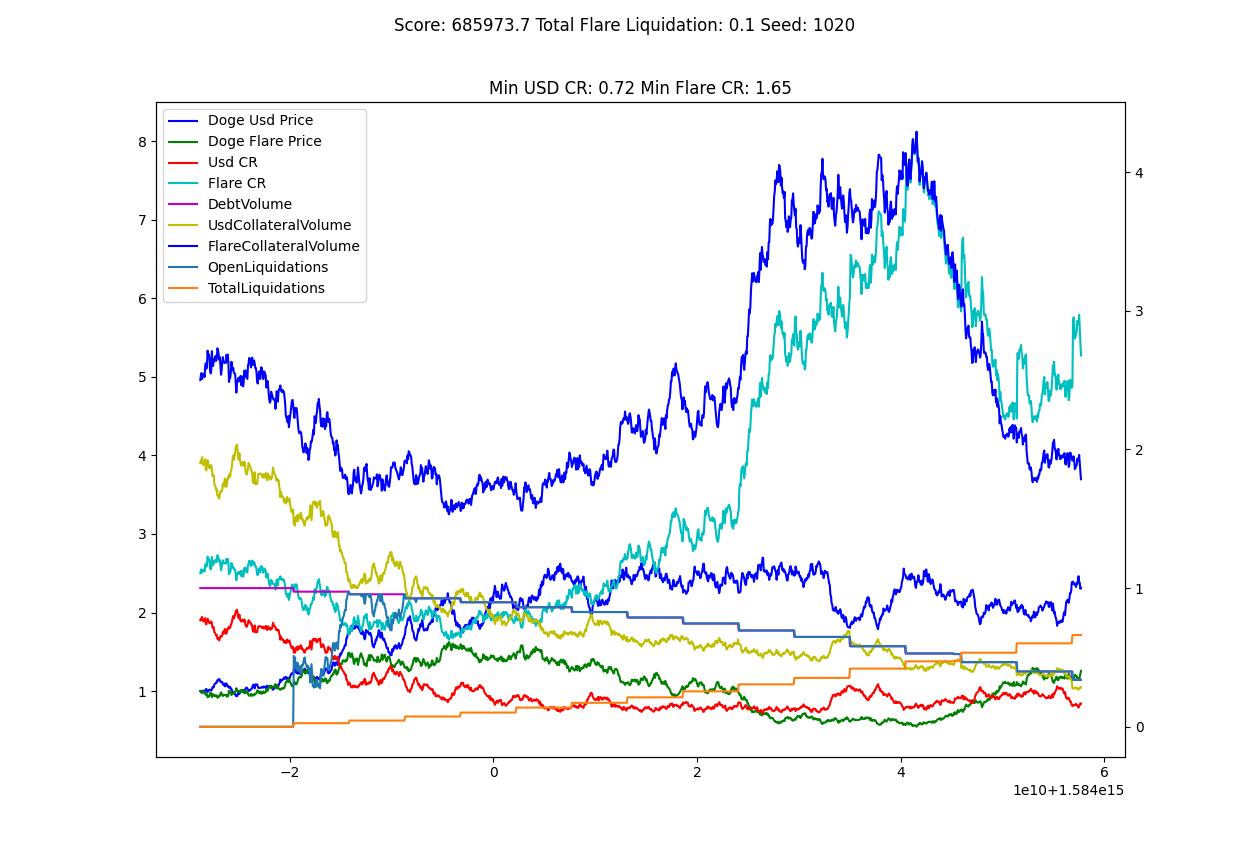 Score: 685973.7 Total Flare Liquidation: 0.1 Seed: 1020
Min USD CR: 0.72 Min Flare CR: 1.65
Doge Usd Price
Doge Flare Price
Usd CR
Flare CR
DebtVolume
UsdCollateralVolume
FlareCollateralVolume
OpenLiquidations
TotalLiquidations
8
7
6
5
4
3
2
1
4
3
2
1
0
−2
0
2
4
6
1e10+1.584e15